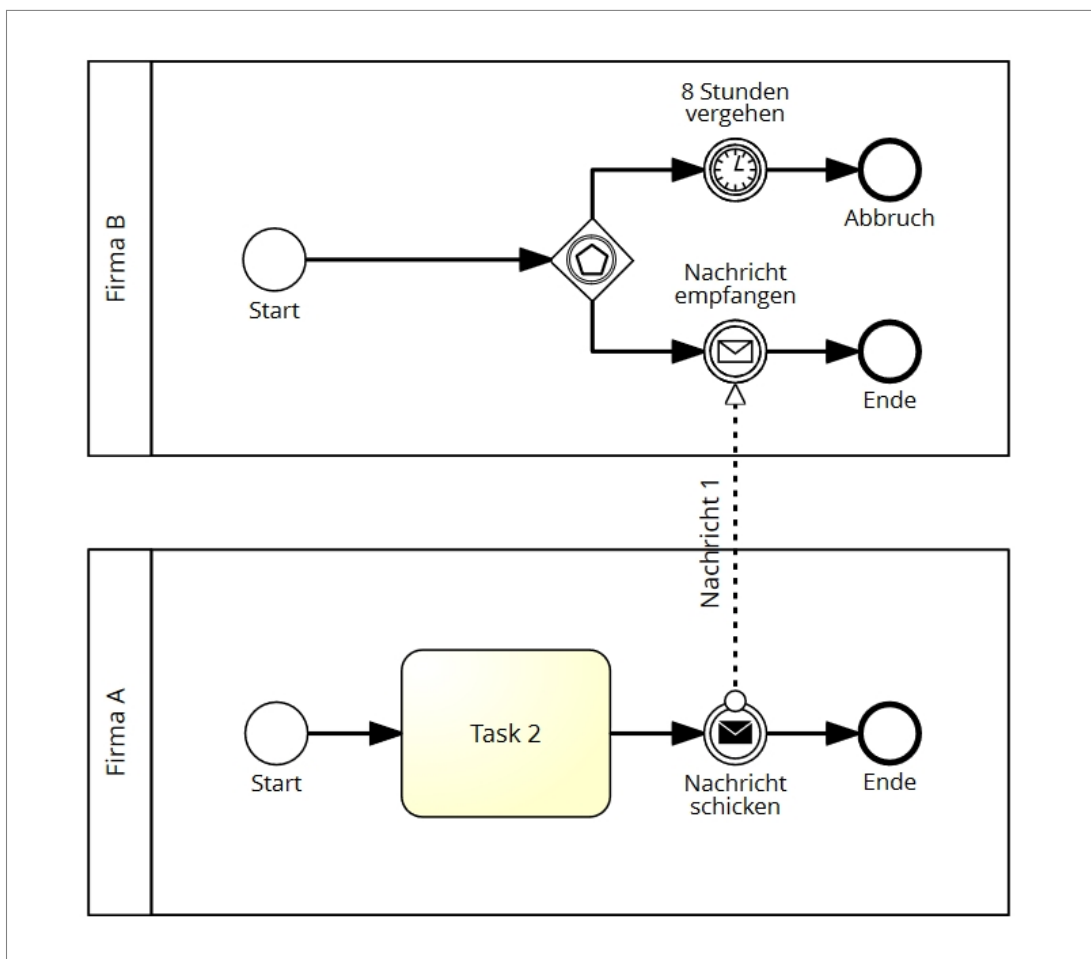 Firma B
8 Stunden
vergehen
Abbruch
Start
Nachricht
empfangen
Ende
Nachricht 1
Firma A
Task 2
Start
Nachricht
schicken
Ende